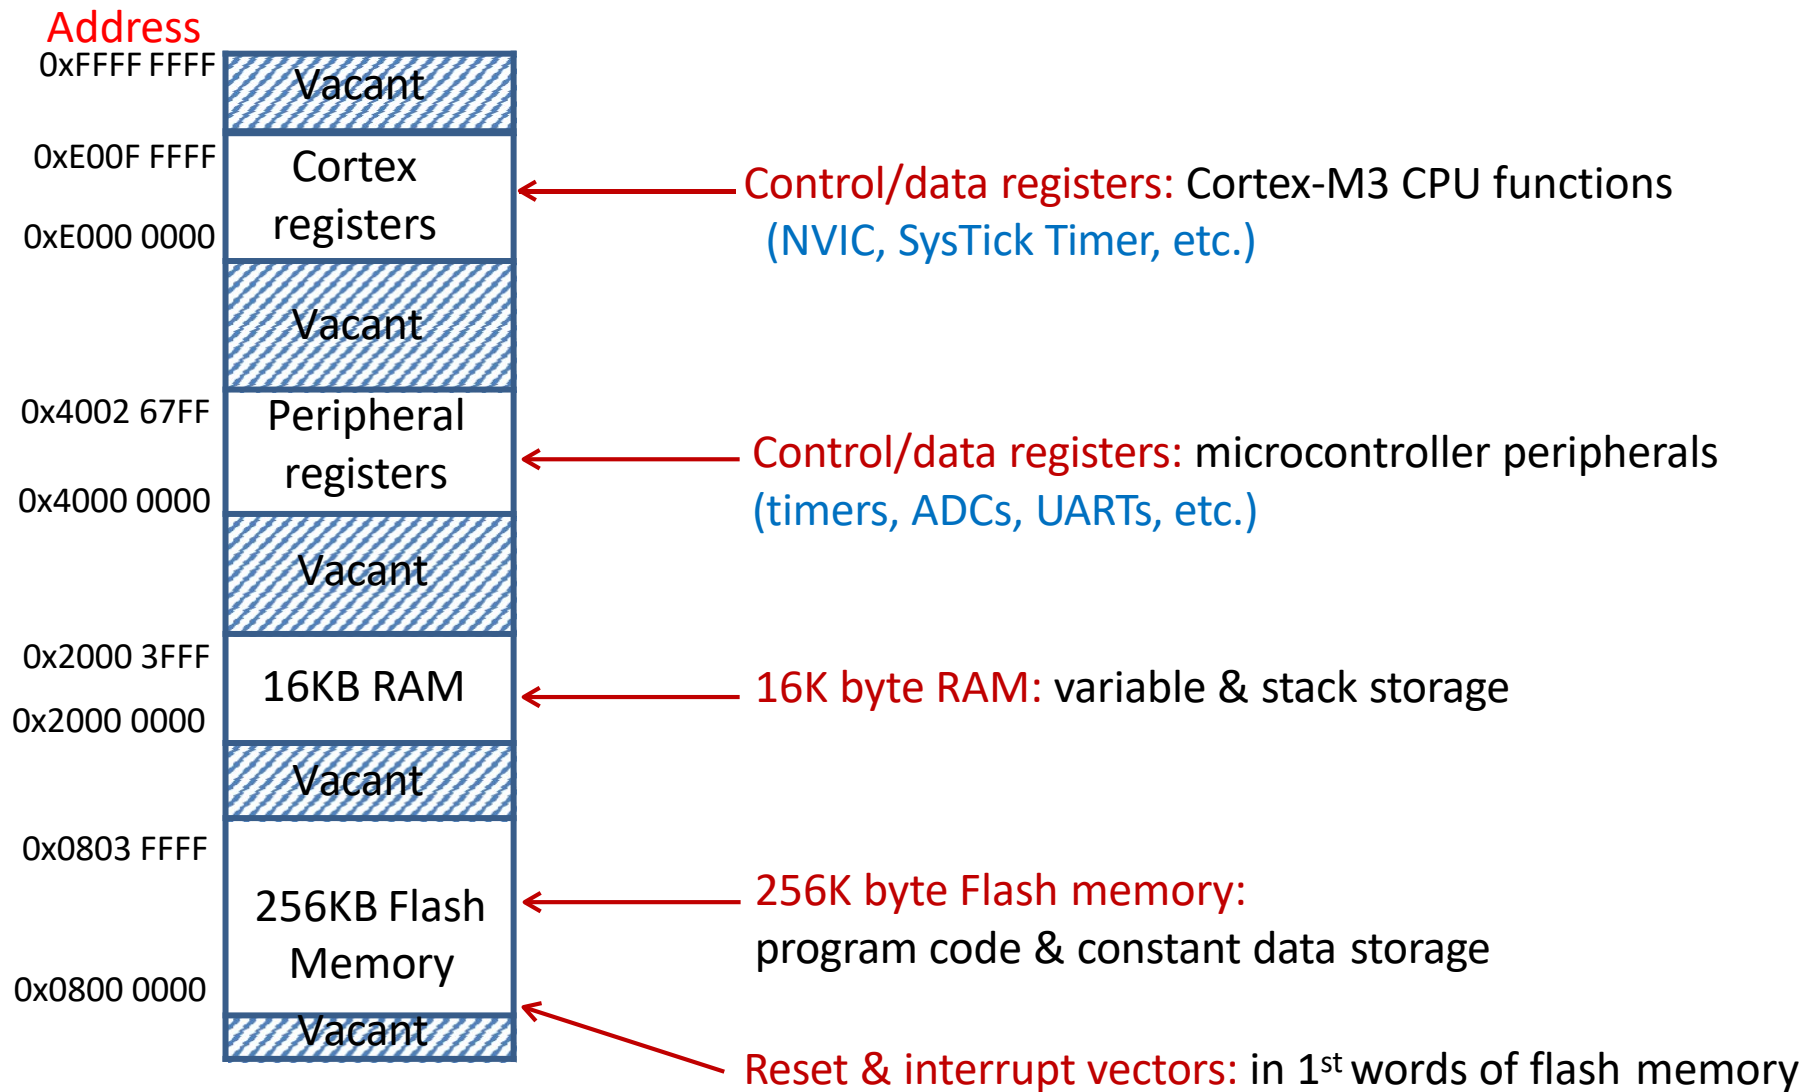 Address
0xFFFF FFFF
Vacant
0xE00F FFFF
Cortex
registers
0xE000 0000
Control/data registers: Cortex-M3 CPU functions
(NVIC, SysTick Timer, etc.)
Vacant
0x4002 67FF
Peripheral
registers
0x4000 0000
Control/data registers: microcontroller peripherals
(timers, ADCs, UARTs, etc.)
Vacant
0x2000 3FFF
16KB RAM
0x2000 0000
16K byte RAM: variable & stack storage
Vacant
0x0803 FFFF
256KB Flash
Memory
0x0800 0000
256K byte Flash memory:
program code & constant data storage
Vacant
Reset & interrupt vectors: in 1st words of flash memory